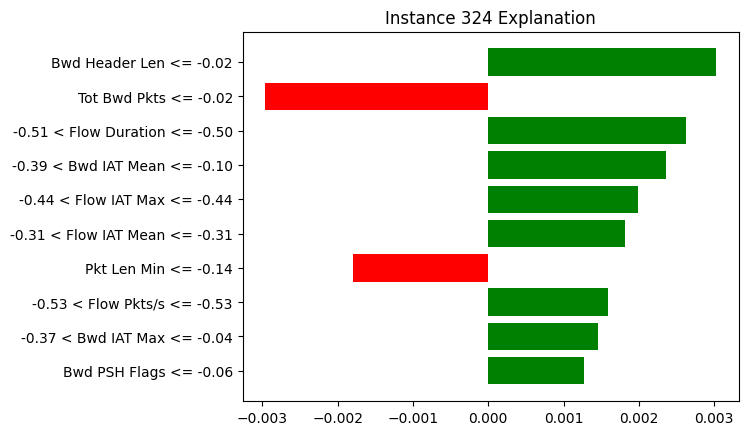 Instance 324 Explanation
Bwd Header Len <= -0.02
Tot Bwd Pkts <= -0.02
-0.51 < Flow Duration <= -0.50
-0.39 < Bwd IAT Mean <= -0.10
-0.44 < Flow IAT Max <= -0.44
-0.31 < Flow IAT Mean <= -0.31
Pkt Len Min <= -0.14
-0.53 < Flow Pkts/s <= -0.53
-0.37 < Bwd IAT Max <= -0.04
Bwd PSH Flags <= -0.06
−0.003 −0.002 −0.001 0.000 0.001 0.002 0.003